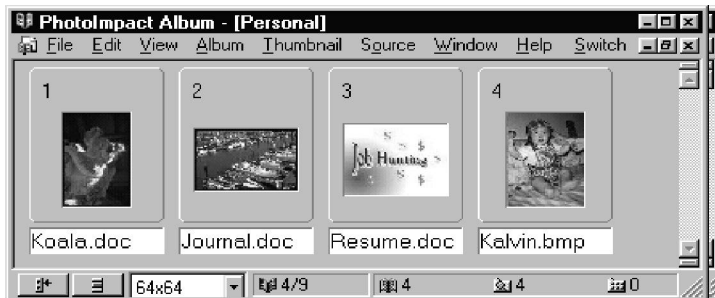 PhotoImpact Album - [Personal]
File Edit View Album Thumbnail Source Window Help Switch
1 2 3 4
Job Hunting
Koala.doc Journal.doc Resume.doc Kalvin.bmp
64x64 4/9 4 4 0